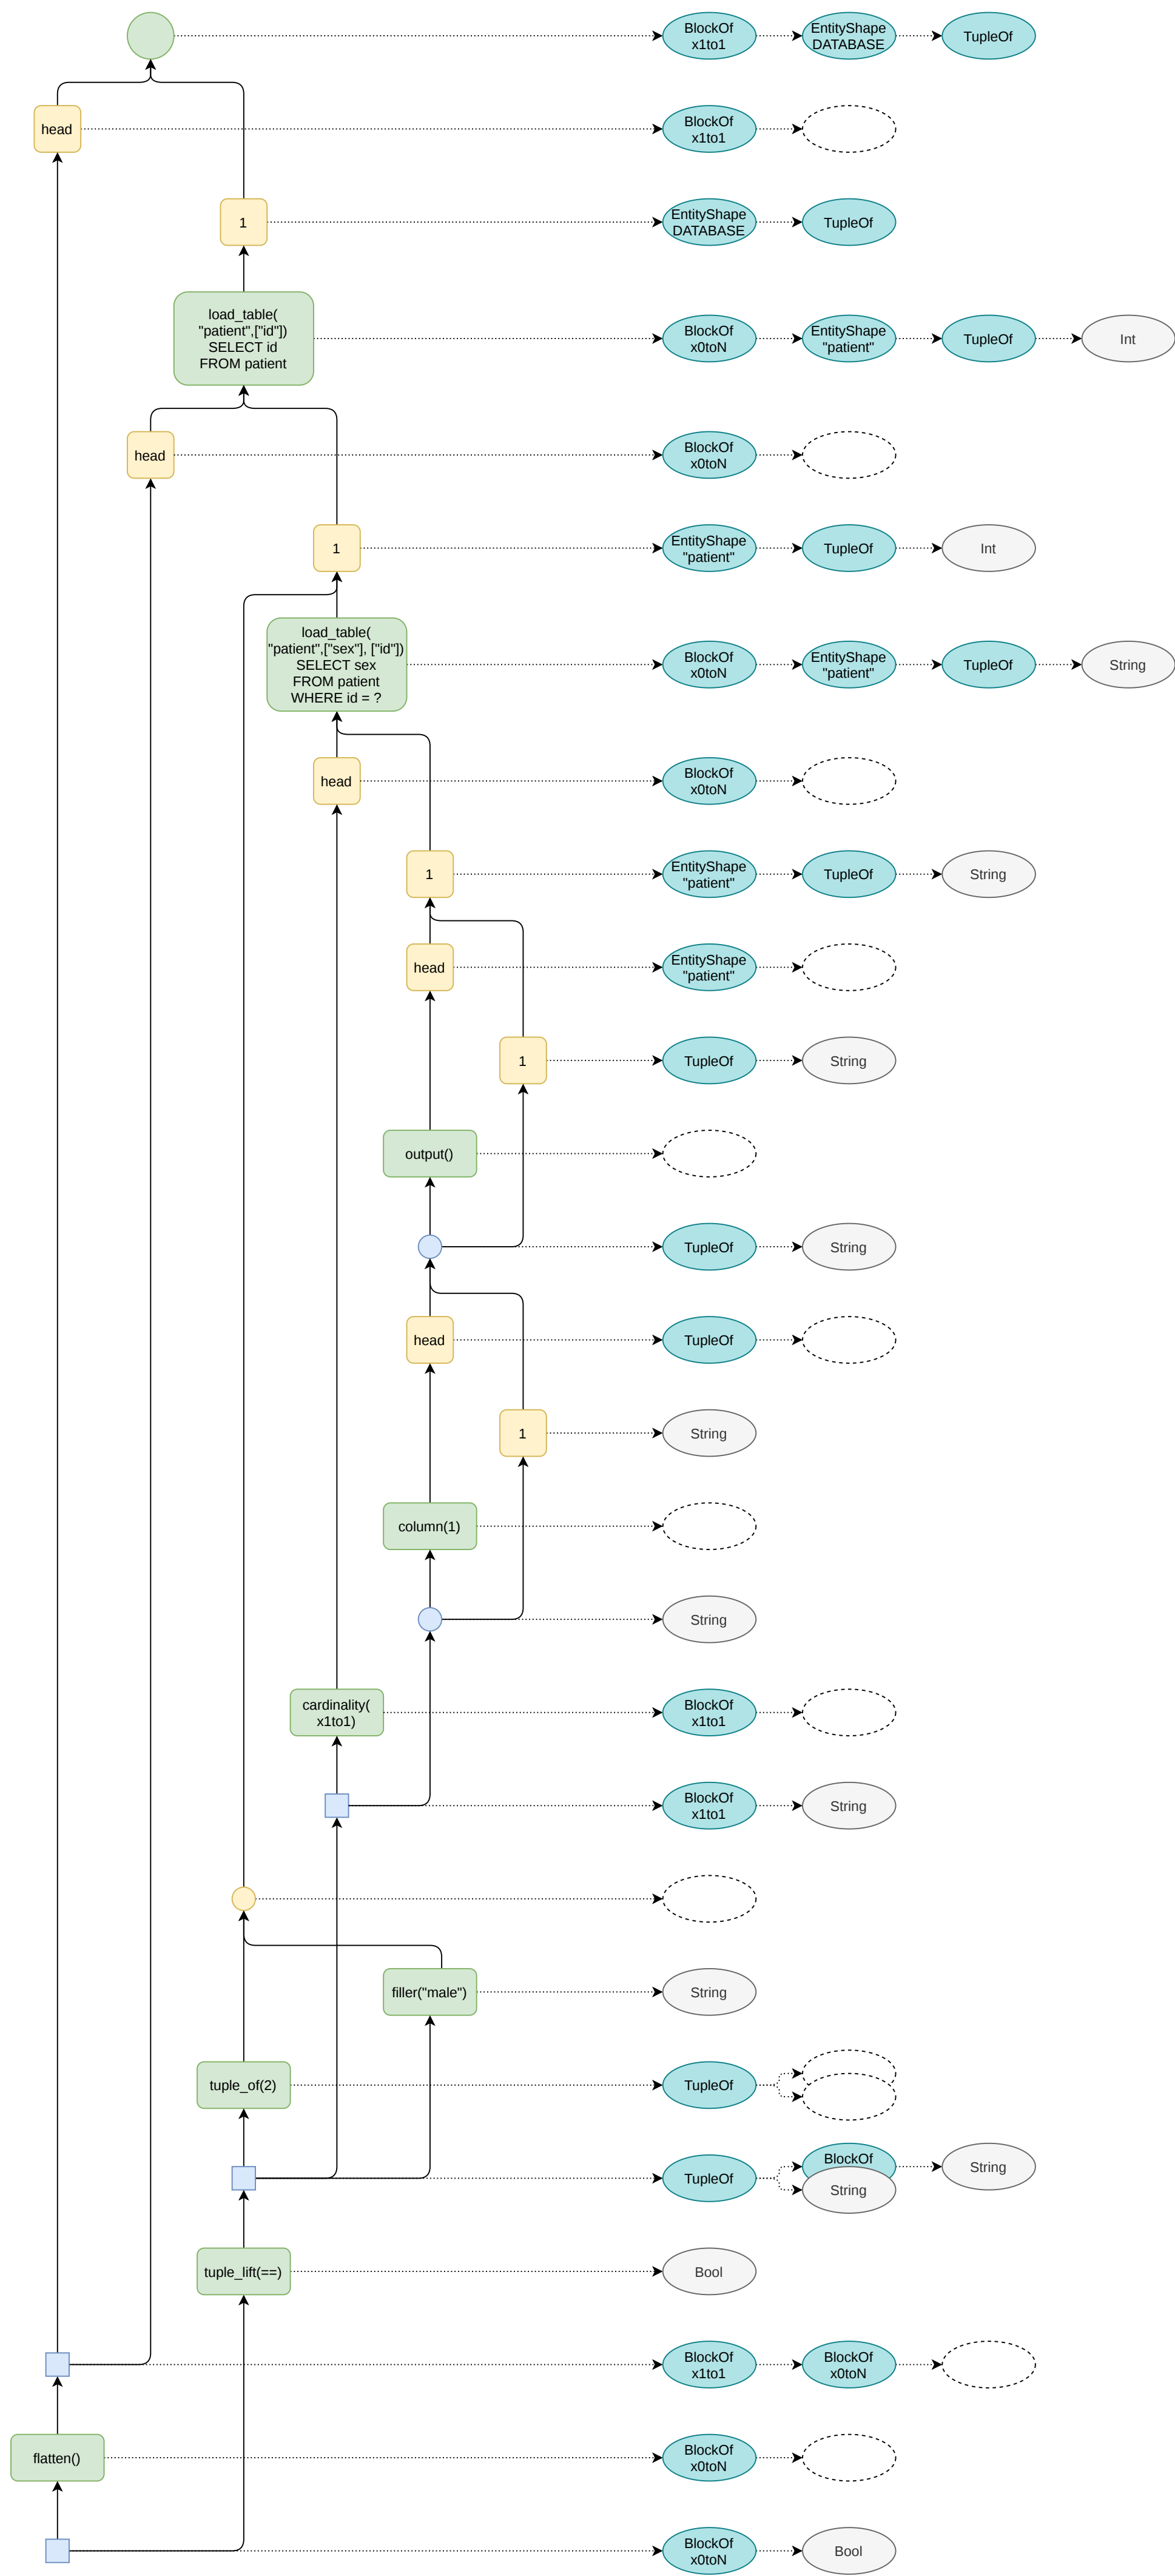 BlockOf
x1to1
EntityShape
DATABASE
TupleOf
head
BlockOf
x1to1
1
EntityShape
DATABASE
TupleOf
load_table(
"patient",["id"])
SELECT id
FROM patient
BlockOf
x0toN
EntityShape
"patient"
TupleOf
Int
head
BlockOf
x0toN
1
EntityShape
"patient"
TupleOf
Int
load_table(
"patient",["sex"], ["id"])
SELECT sex
FROM patient
WHERE id = ?
BlockOf
x0toN
EntityShape
"patient"
TupleOf
String
head
BlockOf
x0toN
1
EntityShape
"patient"
TupleOf
String
head
EntityShape
"patient"
1
TupleOf
String
output()
TupleOf
String
head
TupleOf
1
String
column(1)
String
cardinality(
x1to1)
BlockOf
x1to1
BlockOf
x1to1
String
filler("male")
String
tuple_of(2)
TupleOf
TupleOf
BlockOf
String
String
tuple_lift(==)
Bool
BlockOf
x1to1
BlockOf
x0toN
flatten()
BlockOf
x0toN
BlockOf
x0toN
Bool